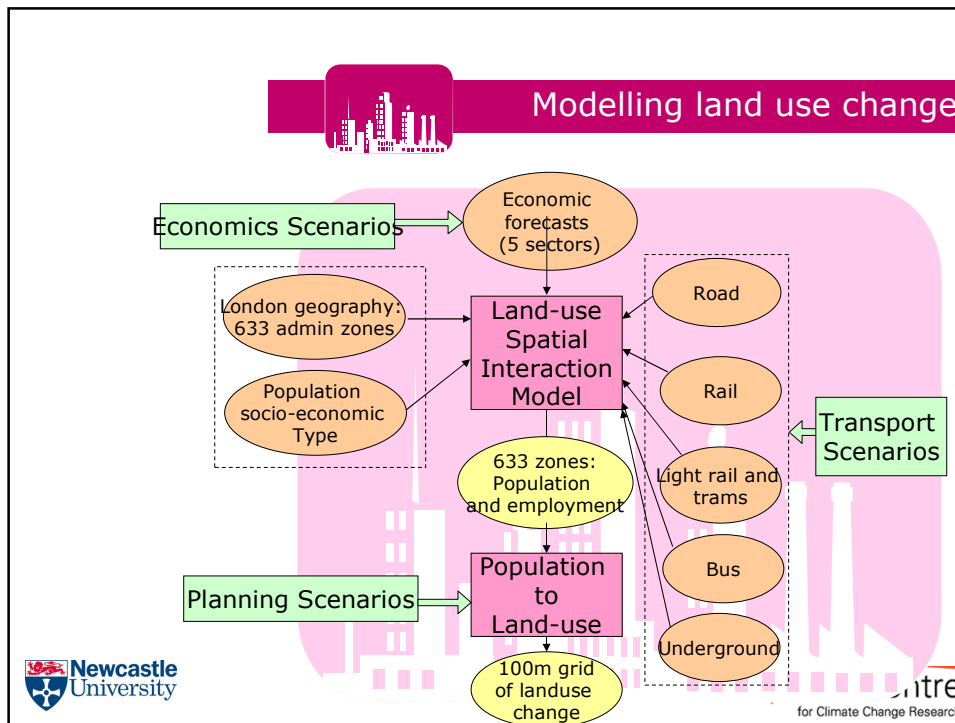 Modelling land use change
Economics Scenarios
Economic
forecasts
(5 sectors)
London geography:
633 admin zones
Population
socio-economic
Type
Land-use
Spatial
Interaction
Model
Road
Rail
Light rail and
trams
Bus
Underground
Transport
Scenarios
633 zones:
Population
and employment
Planning Scenarios
Population
to
Land-use
100m grid
of landuse
change
Newcastle
University
ntre
for Climate Change Research